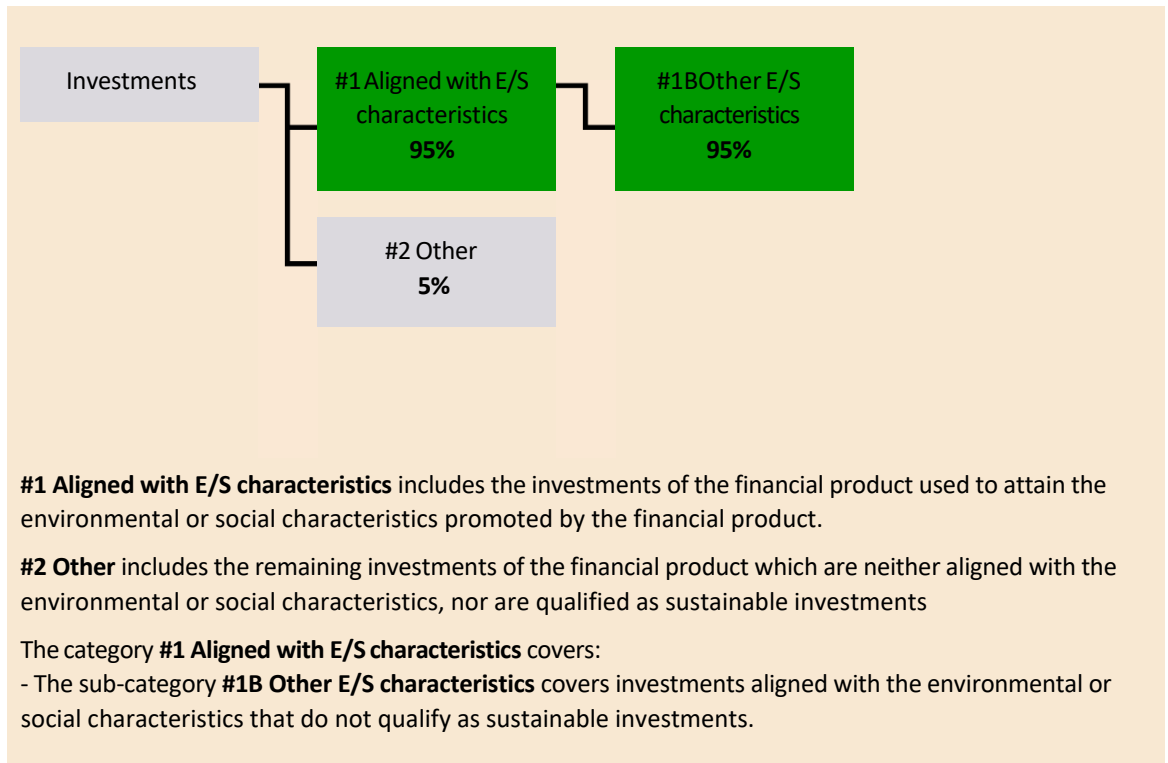 Investments
#1 Aligned with E/S
characteristics
95%
#1BOther E/S
characteristics
95%
#2 Other
5%
#1 Aligned with E/S characteristics includes the investments of the financial product used to attain the
environmental or social characteristics promoted by the financial product.
#2 Other includes the remaining investments of the financial product which are neither aligned with the
environmental or social characteristics, nor are qualified as sustainable investments
The category #1 Aligned with E/S characteristics covers:
- The sub-category #1B Other E/S characteristics covers investments aligned with the environmental or
social characteristics that do not qualify as sustainable investments.